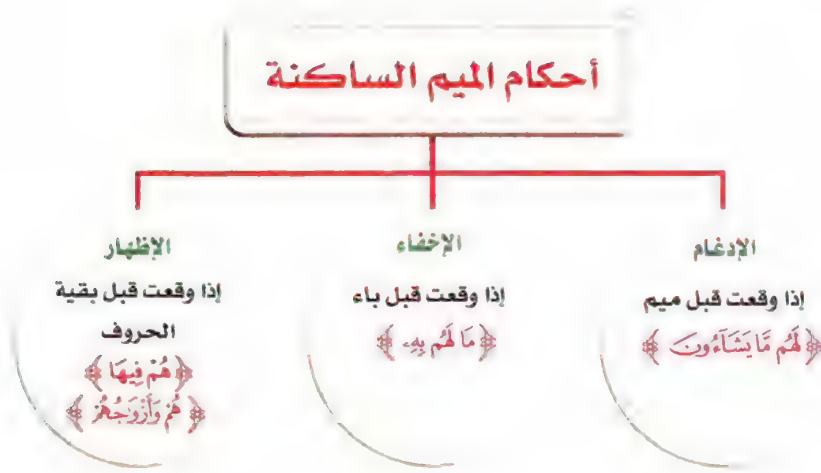 أحكام الميم الساكنة
الإدغام
إذا وقعت قبل ميم
﴿ لَهُم مَّا يَشَآءُونَ ﴾
الإخفاء
إذا وقعت قبل باء
﴿ مَا لَهُم بِهِۦ ﴾
الإظهار
إذا وقعت قبل بقية
الحروف
﴿ هُمْ فِيهَا ﴾
﴿ هُمْ وَأَزْوَٰجُهُمْ ﴾